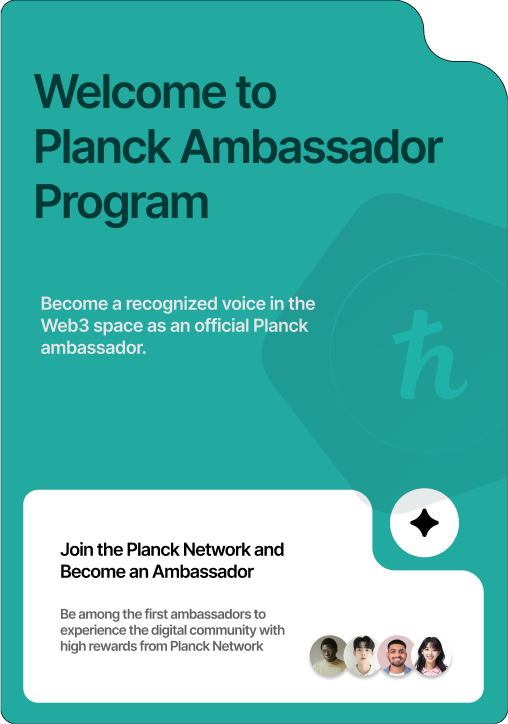 Welcome to
Planck Ambassador
Program
Become a recognized voice in the
Web3 space as an official Planck
ambassador.
ℏ
Join the Planck Network and
Become an Ambassador
Be among the first ambassadors to
experience the digital community with
high rewards from Planck Network